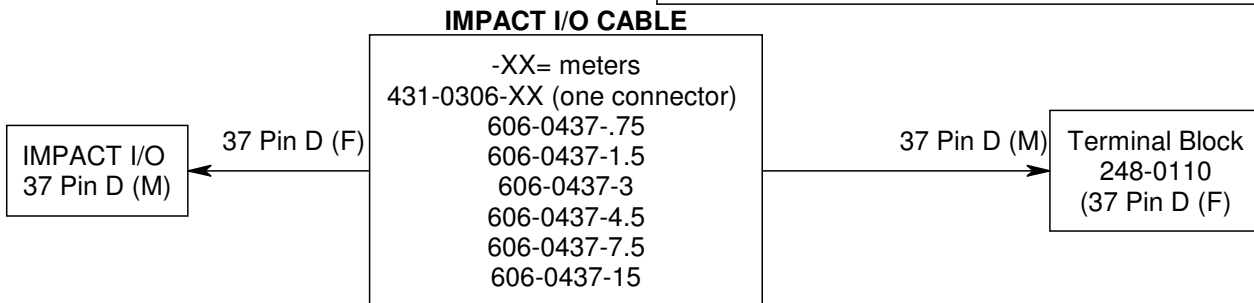 IMPACT I/O CABLE
-XX= meters
431-0306-XX (one connector)
606-0437-.75
606-0437-1.5
606-0437-3
606-0437-4.5
606-0437-7.5
606-0437-15
IMPACT I/O
37 Pin D (M)
37 Pin D (F)
37 Pin D (M)
Terminal Block
248-0110
(37 Pin D (F)